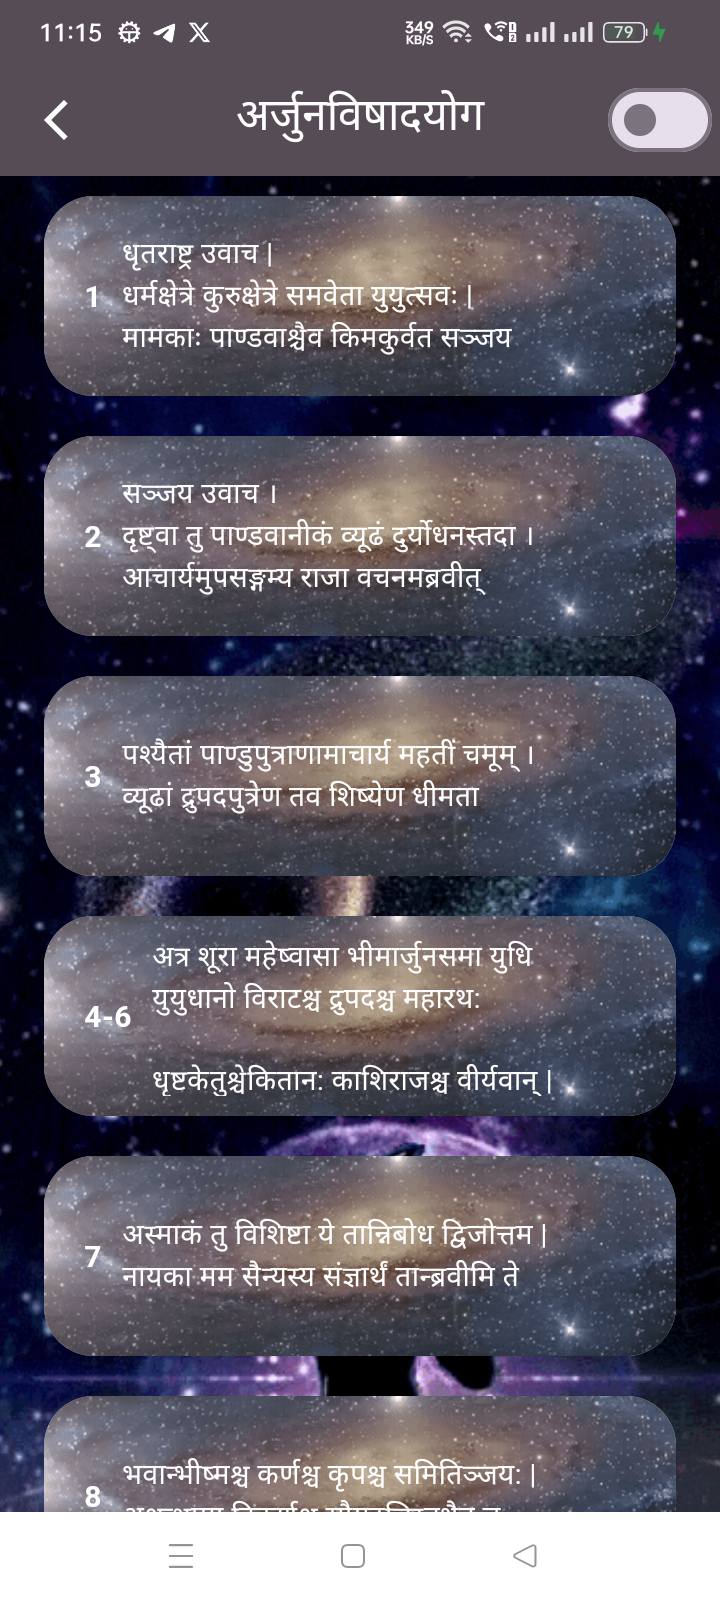 11:15
349 KB/S
79
अर्जुनविषादयोग
धृतराष्ट्र उवाच |
1 धर्मक्षेत्रे कुरुक्षेत्रे समवेता युयुत्सवः |
मामकाः पाण्डवाश्चैव किमकुर्वत सञ्जय
सञ्जय उवाच ।
2 दृष्ट्वा तु पाण्डवानीकं व्यूढं दुर्योधनस्तदा ।
आचार्यमुपसङ्गम्य राजा वचनमब्रवीत्
3 पश्यैतां पाण्डुपुत्राणामाचार्य महतीं चमूम् ।
व्यूढां द्रुपदपुत्रेण तव शिष्येण धीमता
अत्र शूरा महेष्वासा भीमार्जुनसमा युधि
4-6 युयुधानो विराटश्च द्रुपदश्च महारथ:
धृष्टकेतुश्चेकितान: काशिराजश्च वीर्यवान् |
7 अस्माकं तु विशिष्टा ये तान्निबोध द्विजोत्तम |
नायका मम सैन्यस्य संज्ञार्थं तान्ब्रवीमि ते
8 भवान्भीष्मश्च कर्णश्च कृपश्च समितिञ्जय: |